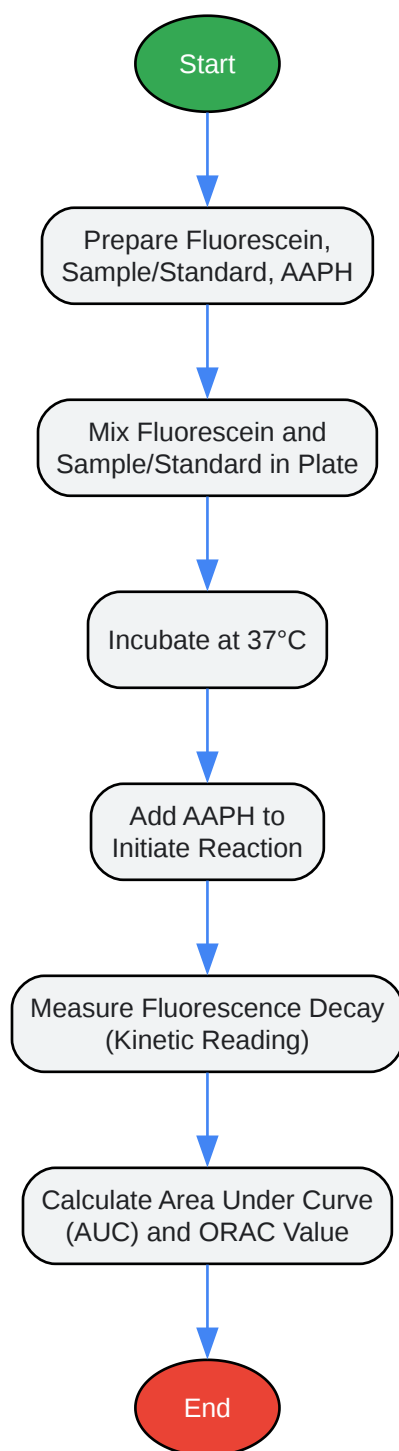 Start
Prepare Fluorescein,
Sample/Standard, AAPH
Mix Fluorescein and
Sample/Standard in Plate
Incubate at 37°C
Add AAPH to
Initiate Reaction
Measure Fluorescence Decay
(Kinetic Reading)
Calculate Area Under Curve
(AUC) and ORAC Value
End